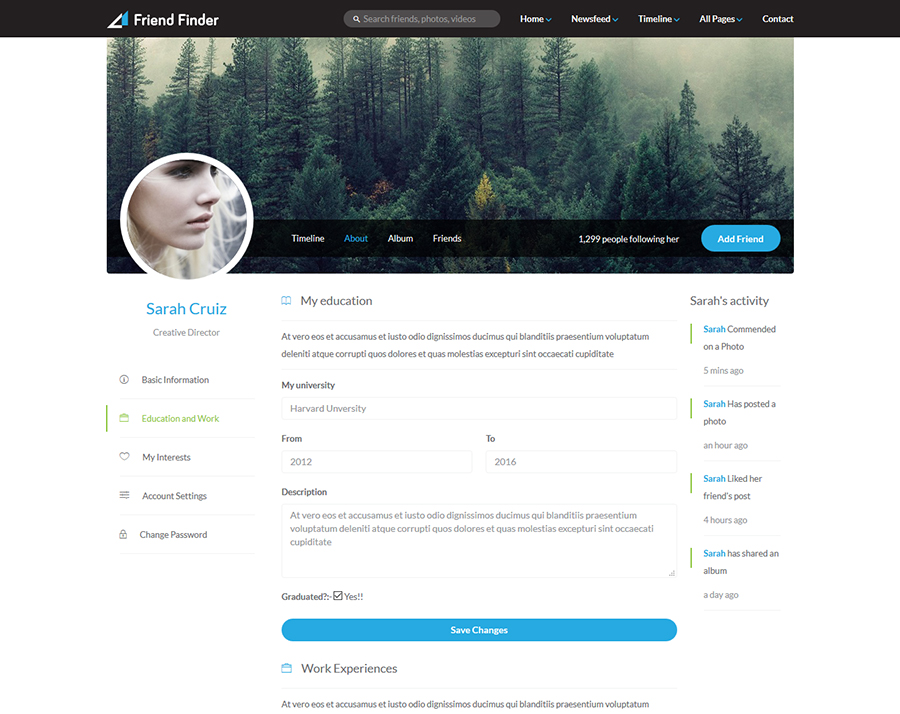 Friend Finder
Search friends, photos, videos
Home
Newsfeed
Timeline
All Pages
Contact
Timeline
About
Album
Friends
1,299 people following her
Add Friend
Sarah Cruiz
Creative Director
Basic Information
Education and Work
My Interests
Account Settings
Change Password
My education
At vero eos et accusamus et iusto odio dignissimos ducimus qui blanditiis praesentium voluptatum
deleniti atque corrupti quos dolores et quas molestias excepturi sint occaecati cupiditate
My university
Harvard Unversity
From
To
2012
2016
Description
At vero eos et accusamus et iusto odio dignissimos ducimus qui blanditiis praesentium
voluptatum deleniti atque corrupti quos dolores et quas molestias excepturi sint occaecati
cupiditate
Graduated?:- Yes!!
Save Changes
Work Experiences
At vero eos et accusamus et iusto odio dignissimos ducimus qui blanditiis praesentium voluptatum
Sarah's activity
Sarah Commended
on a Photo
5 mins ago
Sarah Has posted a
photo
an hour ago
Sarah Liked her
friend's post
4 hours ago
Sarah has shared an
album
a day ago